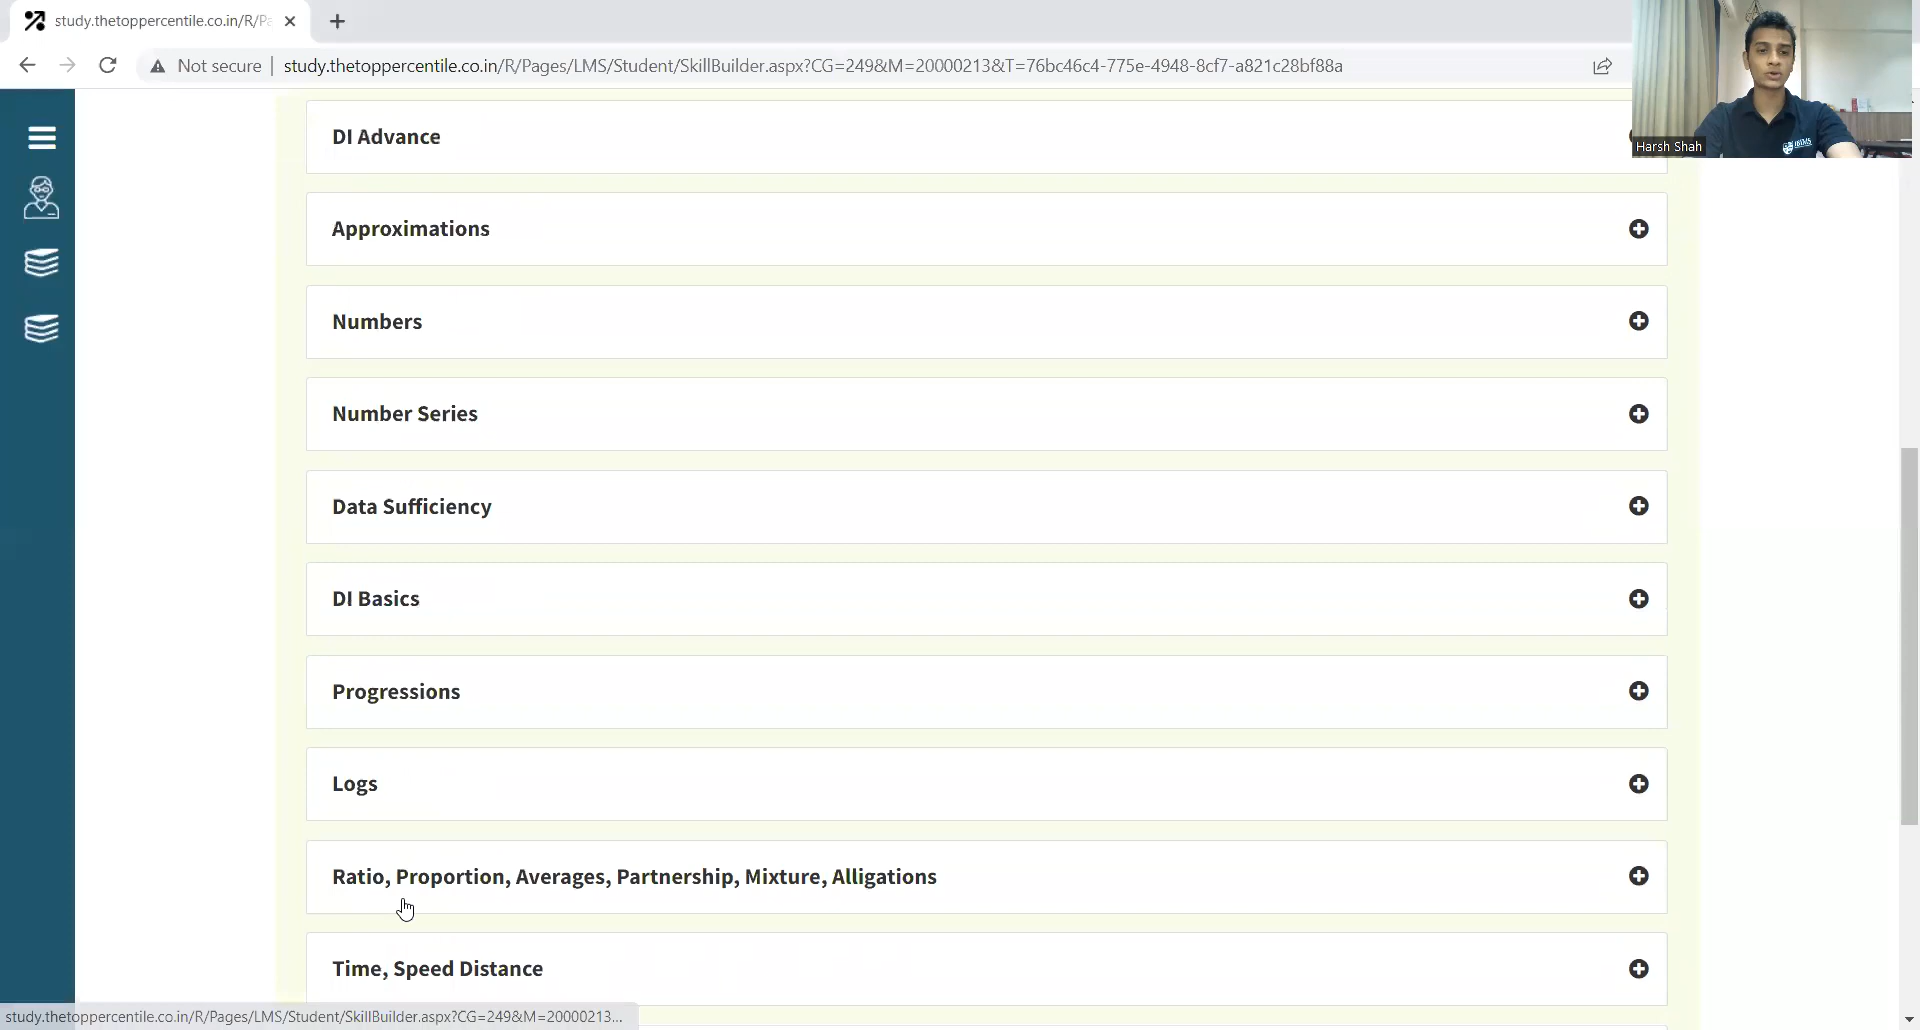 study.thetoppercentile.co.in/R/Pa
Not secure
study.thetoppercentile.co.in/R/Pages/LMS/Student/SkillBuilder.aspx?CG=249&M=20000213&T=76bc46c4-775e-4948-8cf7-a821c28bf88a
Harsh Shah
DI Advance
Approximations
Numbers
Number Series
Data Sufficiency
DI Basics
Progressions
Logs
Ratio, Proportion, Averages, Partnership, Mixture, Alligations
Time, Speed Distance
study.thetoppercentile.co.in/R/Pages/LMS/Student/SkillBuilder.aspx?CG=249&M=20000213...